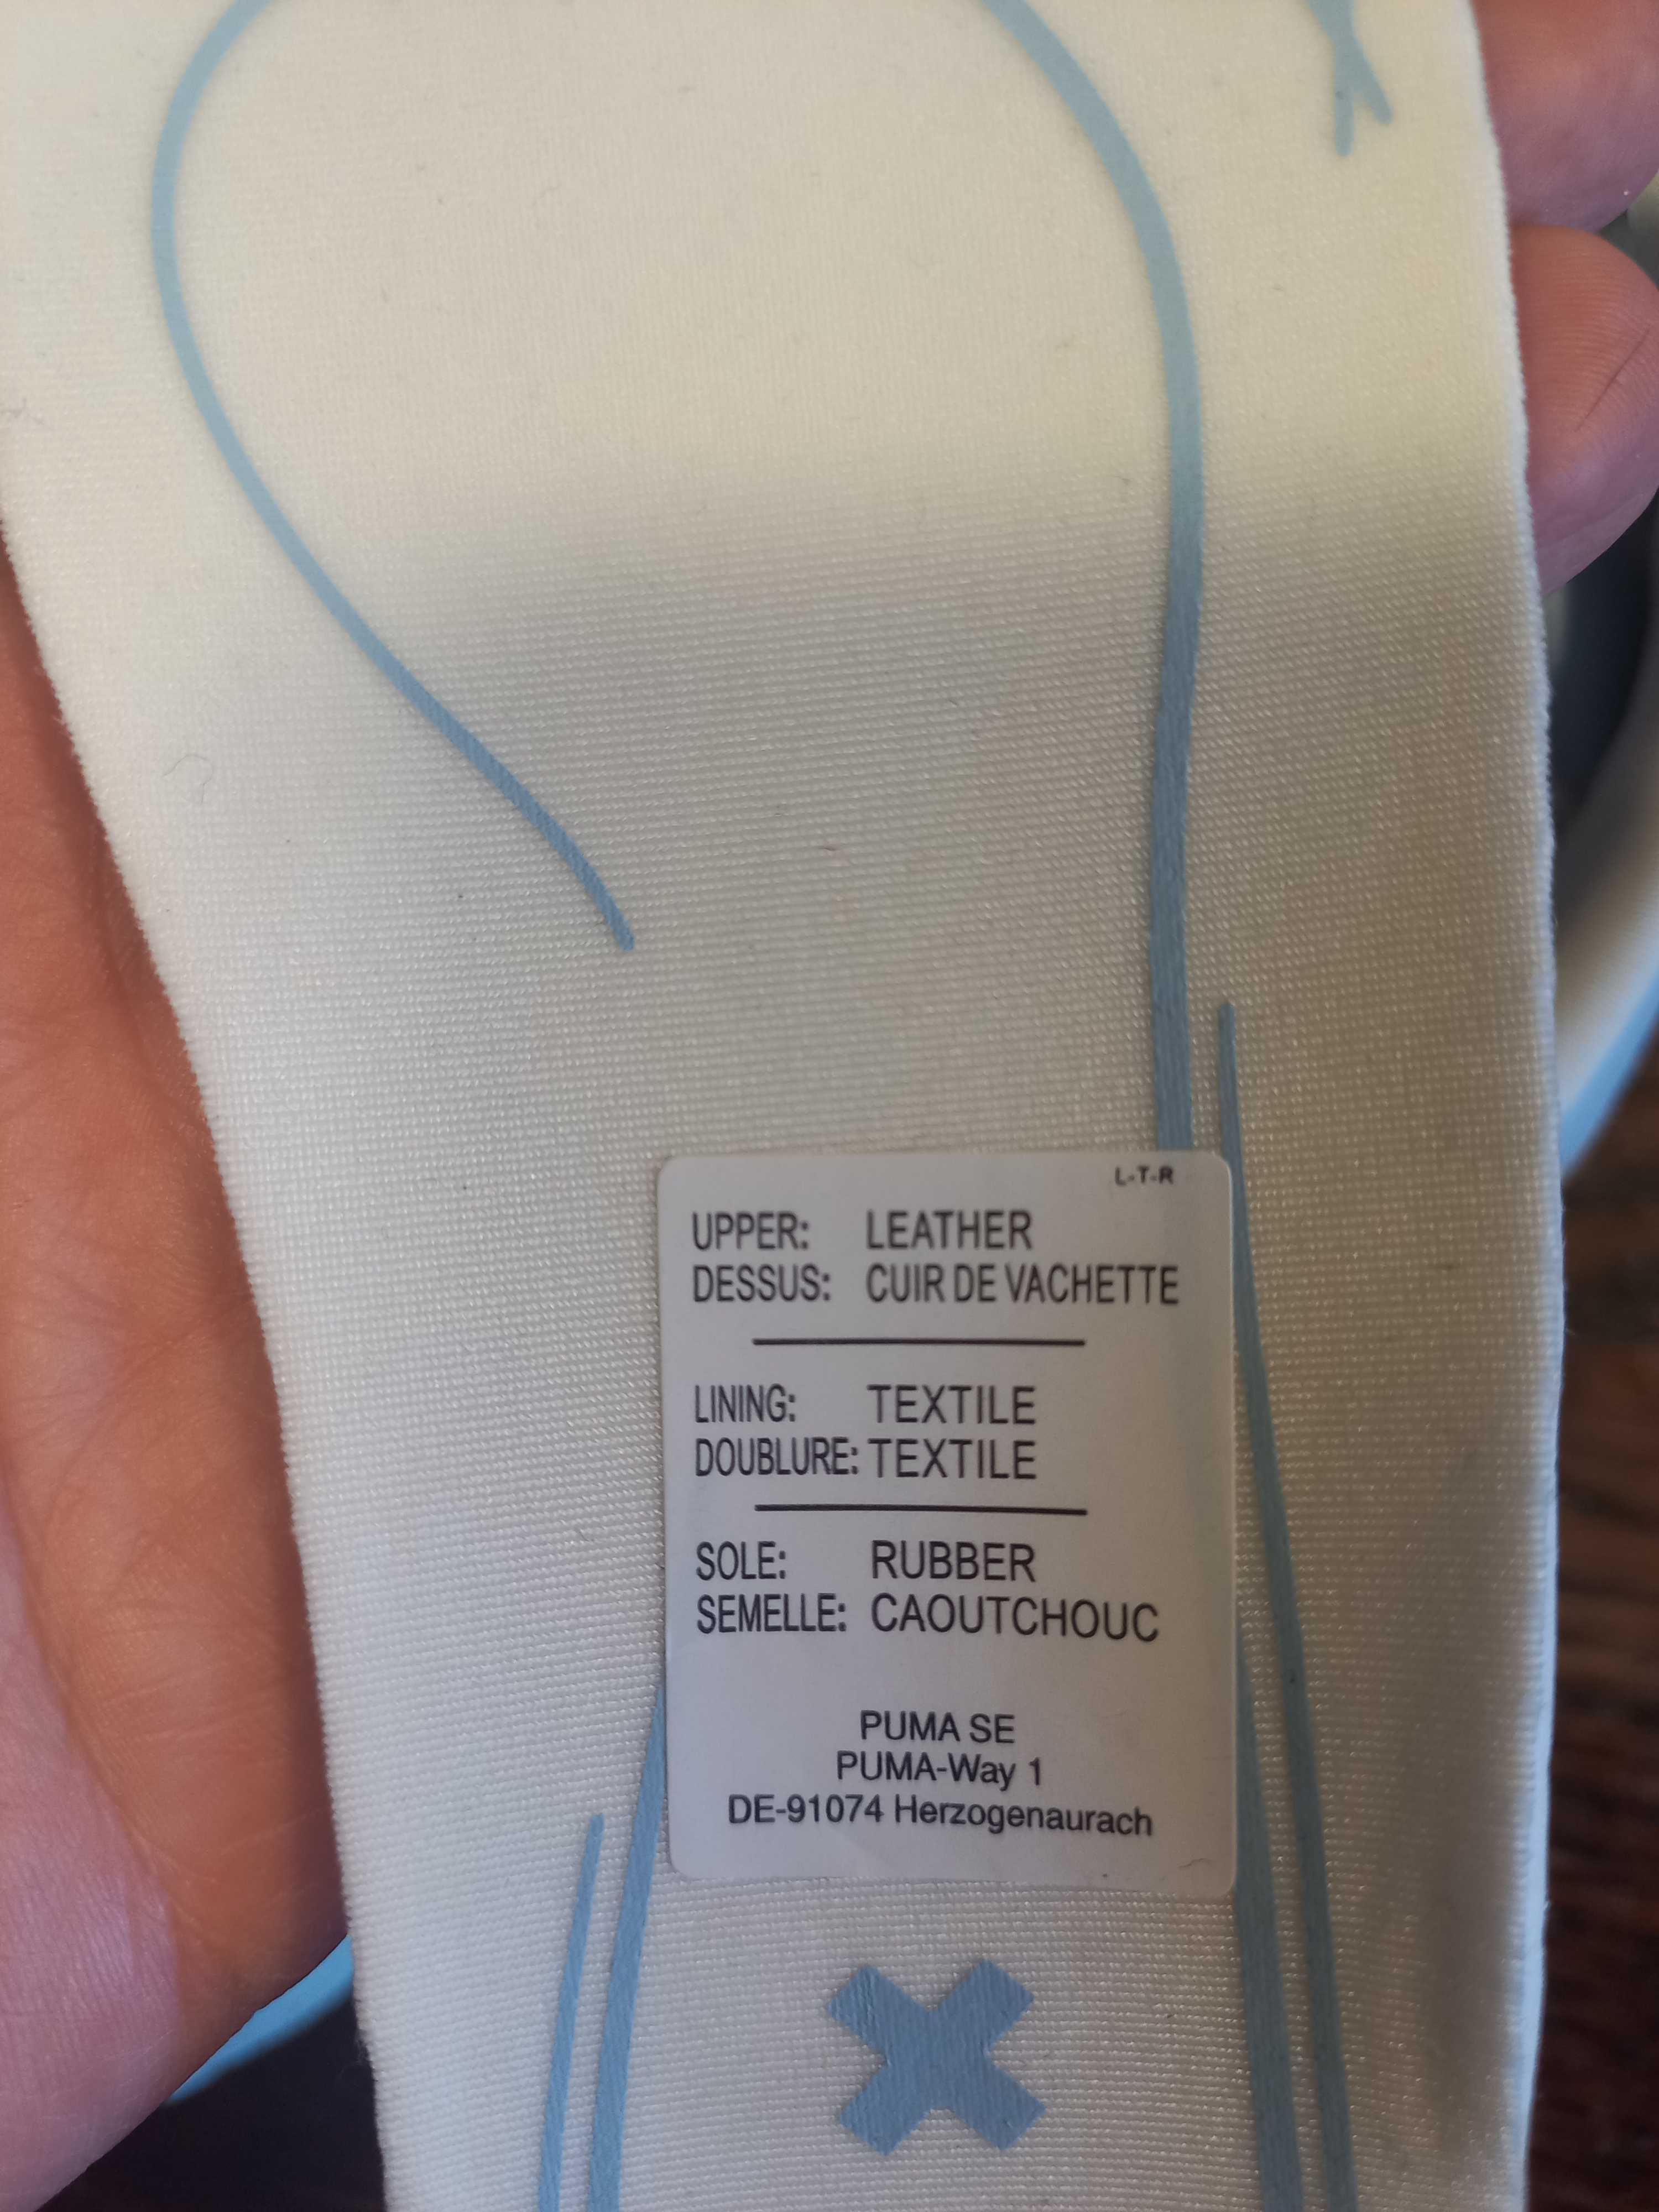 L-T-R
UPPER: LEATHER
DESSUS: CUIR DE VACHETTE
LINING: TEXTILE
DOUBLURE: TEXTILE
SOLE: RUBBER
SEMELLE: CAOUTCHOUC
PUMA SE
PUMA-Way 1
DE-91074 Herzogenaurach